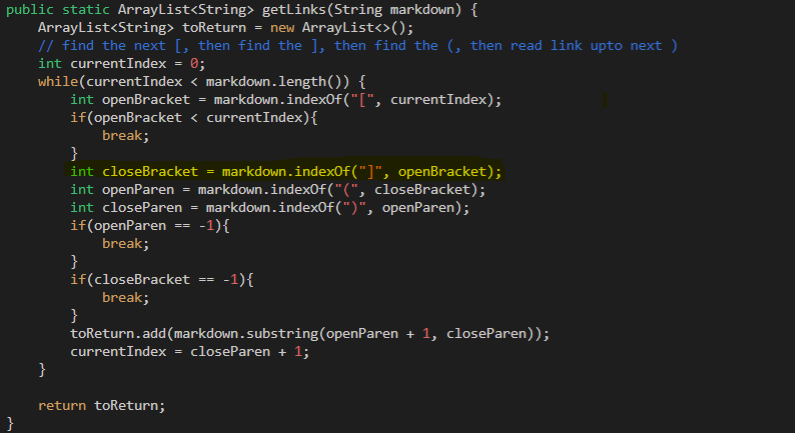 public static ArrayList<String> getLinks(String markdown) {
    ArrayList<String> toReturn = new ArrayList<>();
    // find the next [, then find the ], then find the (, then read link upto next )
    int currentIndex = 0;
    while(currentIndex < markdown.length()) {
        int openBracket = markdown.indexOf("[", currentIndex);
        if(openBracket < currentIndex){
            break;
        }
        int closeBracket = markdown.indexOf("]", openBracket);
        int openParen = markdown.indexOf("(", closeBracket);
        int closeParen = markdown.indexOf(")", openParen);
        if(openParen == -1){
            break;
        }
        if(closeBracket == -1){
            break;
        }
        toReturn.add(markdown.substring(openParen + 1, closeParen));
        currentIndex = closeParen + 1;
    }

    return toReturn;
}